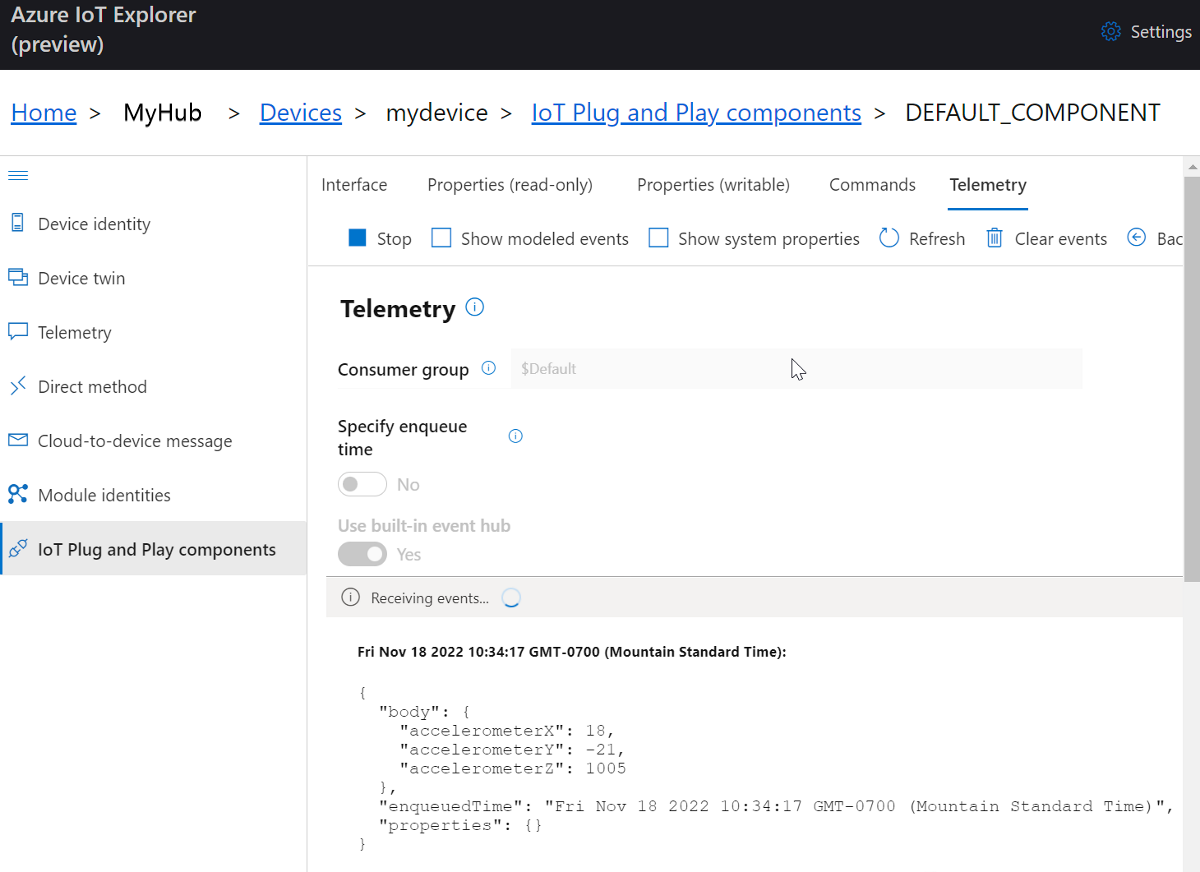 Azure IoT Explorer
(preview)
Settings
Home > MyHub > Devices > mydevice > IoT Plug and Play components > DEFAULT_COMPONENT
Device identity
Device twin
Telemetry
Direct method
Cloud-to-device message
Module identities
IoT Plug and Play components
Interface Properties (read-only) Properties (writable) Commands Telemetry
Stop Show modeled events Show system properties Refresh Clear events Bac
Telemetry
Consumer group $Default
Specify enqueue
time
No
Use built-in event hub
Yes
Receiving events...
Fri Nov 18 2022 10:34:17 GMT-0700 (Mountain Standard Time):
{
"body": {
"accelerometerX": 18,
"accelerometerY": -21,
"accelerometerZ": 1005
},
"enqueuedTime": "Fri Nov 18 2022 10:34:17 GMT-0700 (Mountain Standard Time)",
"properties": {}
}